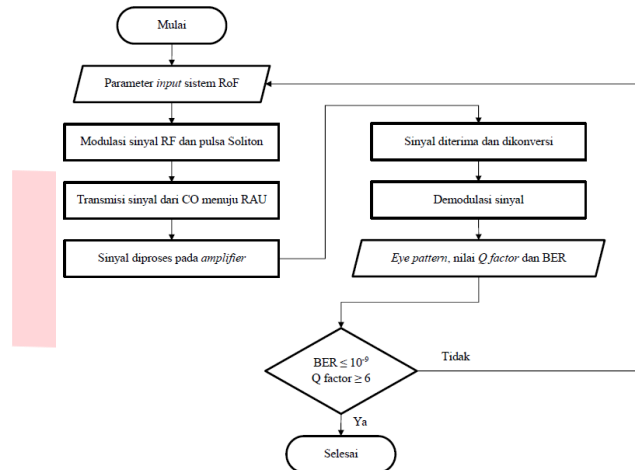 Mulai
Parameter input sistem RoF
Modulasi sinyal RF dan pulsa Soliton
Transmisi sinyal dari CO menuju RAU
Sinyal diproses pada amplifier
Sinyal diterima dan dikonversi
Demodulasi sinyal
Eye pattern, nilai Q factor dan BER
BER ≤ 10⁻⁹
Q factor ≥ 6
Tidak
Ya
Selesai